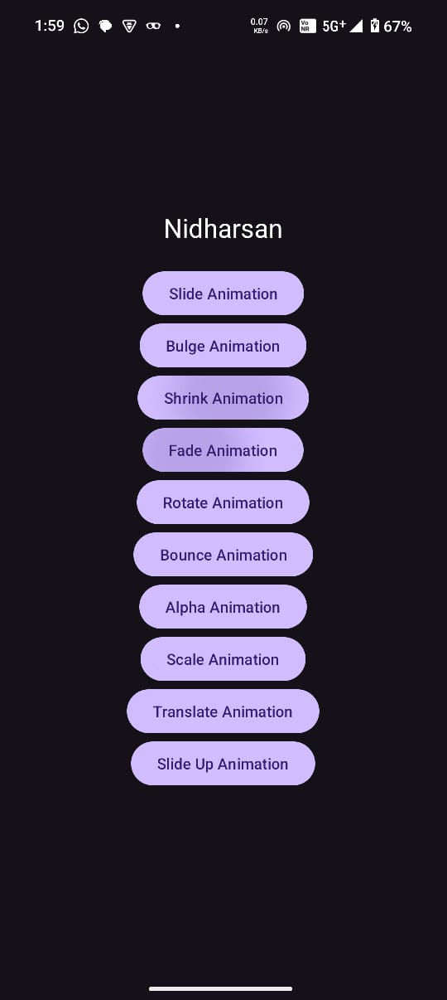 1:59 0.07 KB/s Vo NR 5G+ 67%
Nidharsan
Slide Animation
Bulge Animation
Shrink Animation
Fade Animation
Rotate Animation
Bounce Animation
Alpha Animation
Scale Animation
Translate Animation
Slide Up Animation